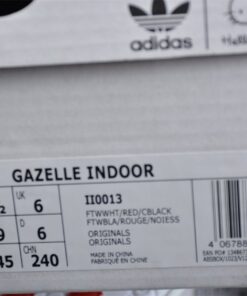 adidas
GAZELLE INDOOR
UK
6
II0013
FTWWHT/RED/CBLACK
FTWBLA/ROUGE/NOIESS
D
6
ORIGINALS
ORIGINALS
45
CHN
240
MADE IN CHINA
FABRIQUÉ EN CHINE
4 06788